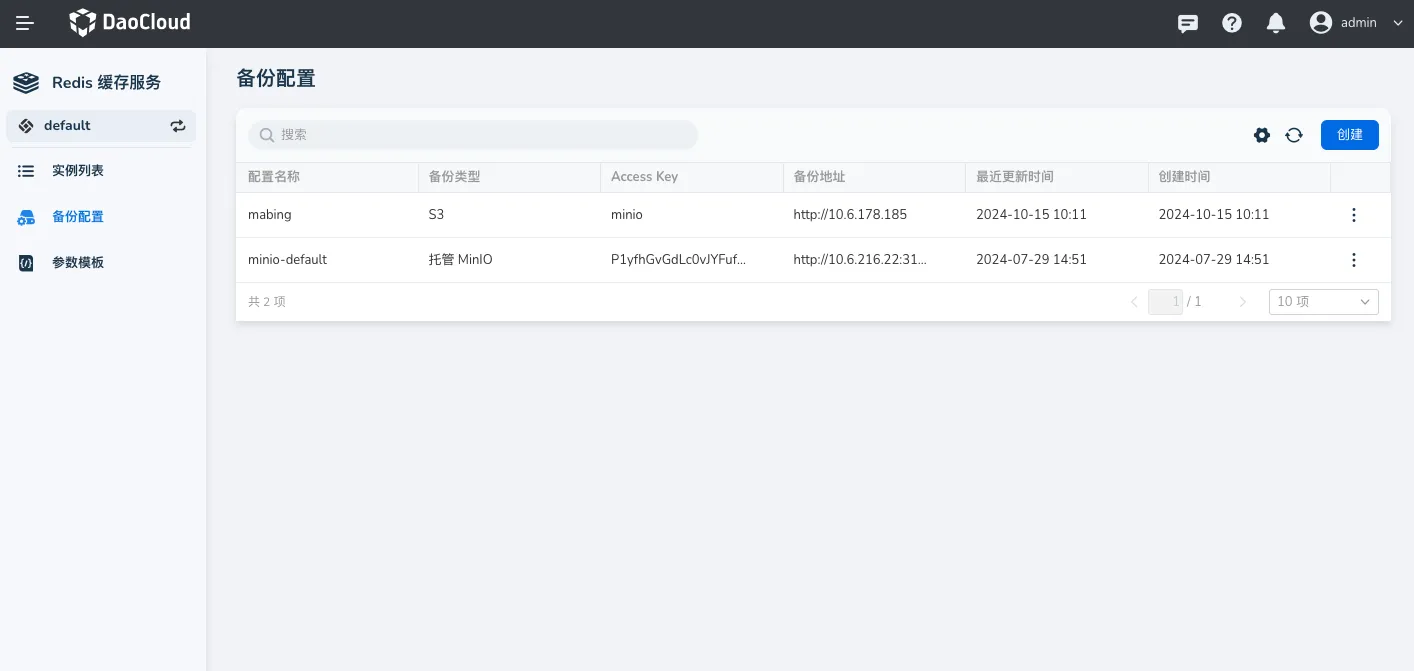 DaoCloud
admin
Redis 缓存服务
default
实例列表
备份配置
参数模板
备份配置
搜索
创建
配置名称 备份类型 Access Key 备份地址 最近更新时间 创建时间
mabing S3 minio http://10.6.178.185 2024-10-15 10:11 2024-10-15 10:11
minio-default 托管 MinIO P1yfhGvGdLc0vJYFuf... http://10.6.216.22:31... 2024-07-29 14:51 2024-07-29 14:51
共 2 项 1 / 1 10 项